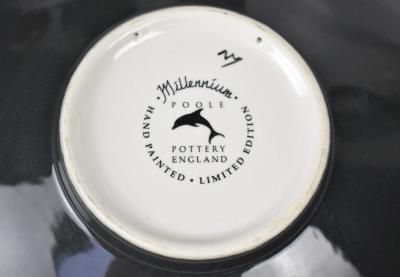 Millennium
POOLE
POTTERY
ENGLAND
HAND PAINTED • LIMITED EDITION